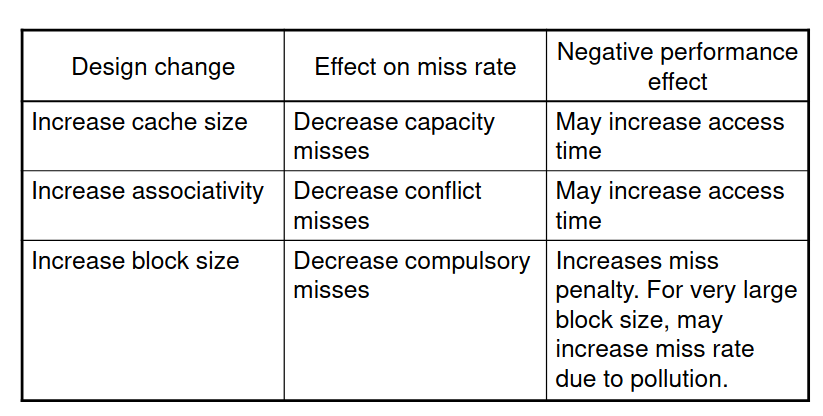 Design change
Effect on miss rate
Negative performance
effect
Increase cache size
Decrease capacity
misses
May increase access
time
Increase associativity
Decrease conflict
misses
May increase access
time
Increase block size
Decrease compulsory
misses
Increases miss
penalty. For very large
block size, may
increase miss rate
due to pollution.